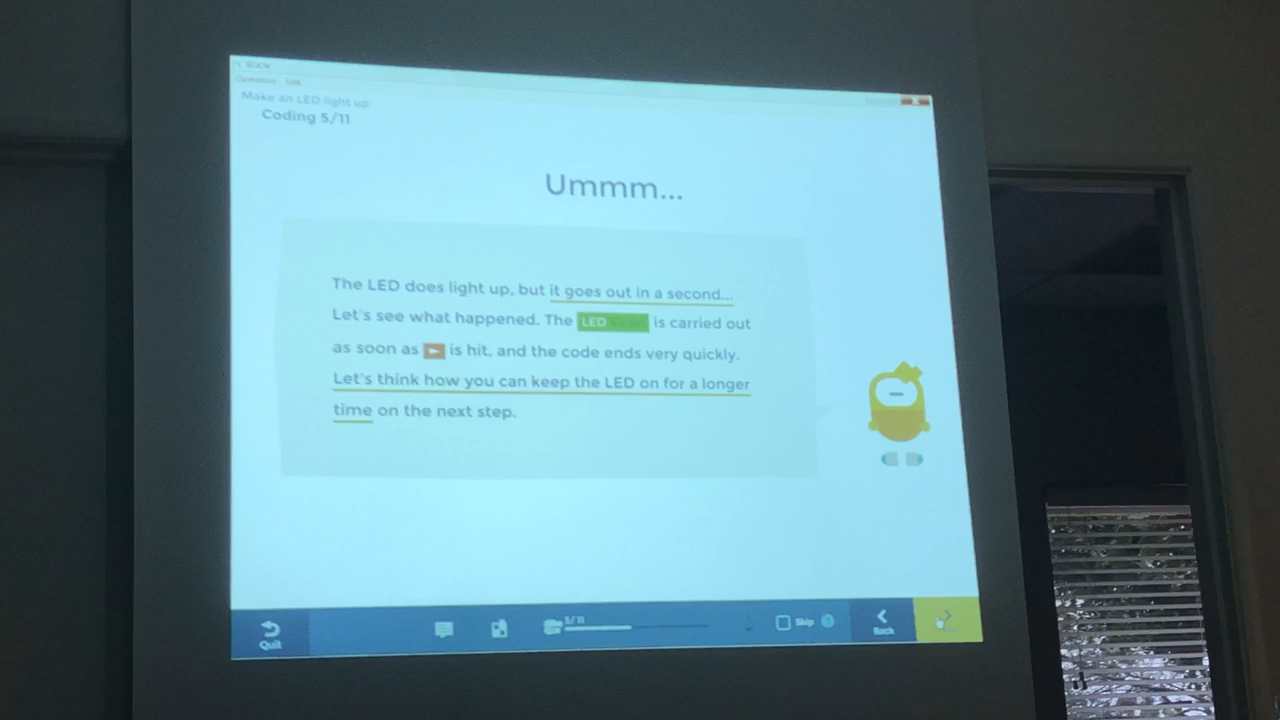 Make an LED light up
Coding 5/11
Ummm...
The LED does light up, but it goes out in a second...
Let's see what happened. The LED is carried out
as soon as is hit, and the code ends very quickly.
Let's think how you can keep the LED on for a longer
time on the next step.
Quit
5/11
Skip
Back